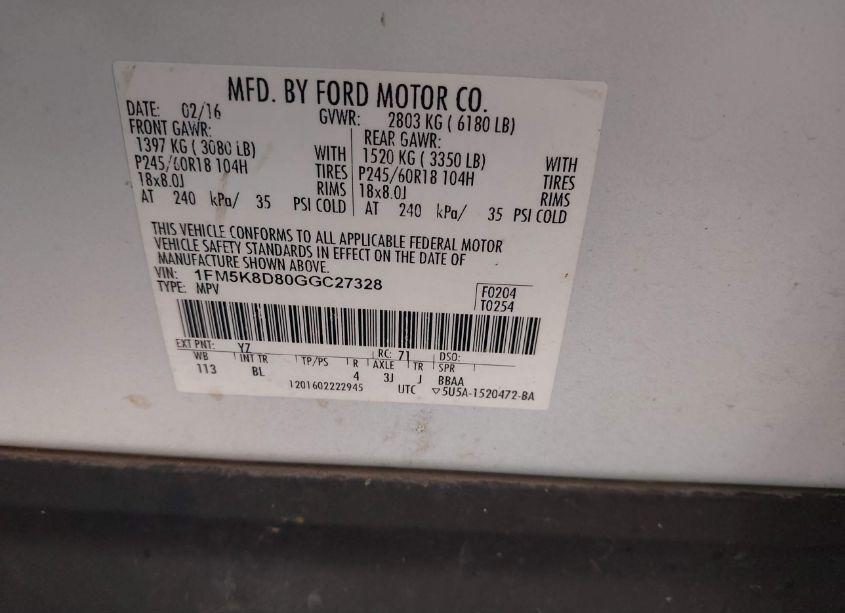 MFD. BY FORD MOTOR CO.
DATE: 02/16 GVWR: 2803 KG ( 6180 LB)
FRONT GAWR: REAR GAWR:
1397 KG ( 3080 LB) WITH 1520 KG ( 3350 LB) WITH
P245/60R18 104H TIRES P245/60R18 104H TIRES
18x8.0J RIMS 18x8.0J RIMS
AT 240 kPa/ 35 PSI COLD AT 240 kPa/ 35 PSI COLD
THIS VEHICLE CONFORMS TO ALL APPLICABLE FEDERAL MOTOR
VEHICLE SAFETY STANDARDS IN EFFECT ON THE DATE OF
MANUFACTURE SHOWN ABOVE.
VIN: 1FM5K8D80GGC27328
TYPE: MPV
F0204
T0254
EXT PNT: YZ RC: 71 DSO:
WB INT TR TP/PS R AXLE TR SPR
113 BL 4 3J J BBAA
1201602222945 UTC ▽5U5A-1520472-BA